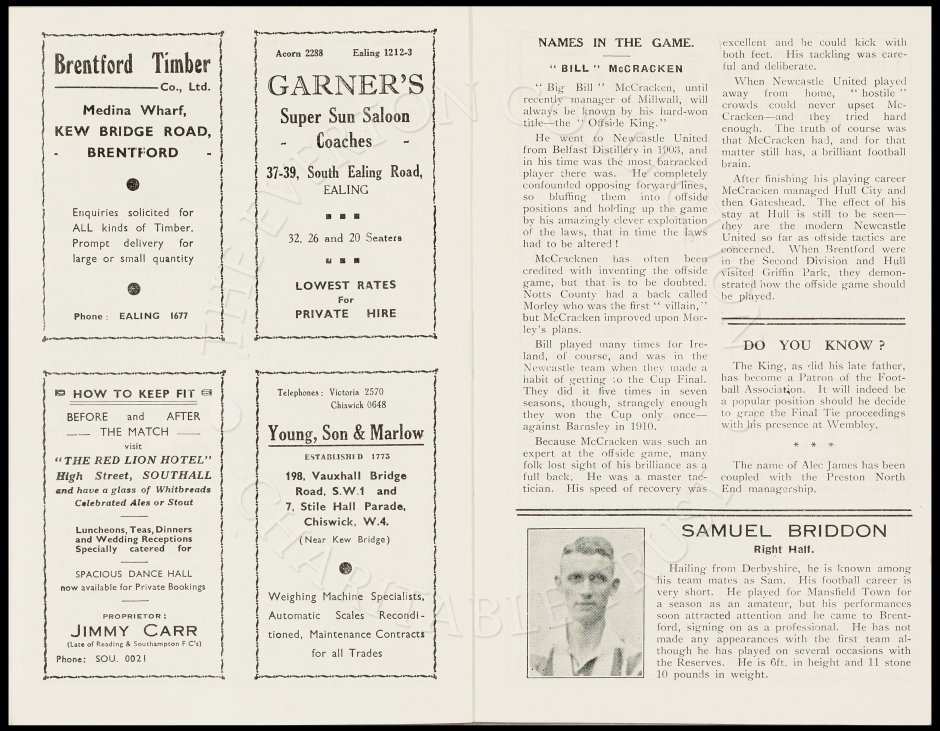 Brentford Timber
Co., Ltd.
Medina Wharf,
KEW BRIDGE ROAD,
- BRENTFORD -
Enquiries solicited for
ALL kinds of Timber.
Prompt delivery for
large or small quantity
Phone: EALING 1677
Acorn 2288 Ealing 1212-3
GARNER'S
Super Sun Saloon
- Coaches -
37-39, South Ealing Road,
EALING
32, 26 and 20 Seaters
LOWEST RATES
For
PRIVATE HIRE
HOW TO KEEP FIT
BEFORE and AFTER
THE MATCH
visit
"THE RED LION HOTEL"
High Street, SOUTHALL
and have a glass of Whitbreads
Celebrated Ales or Stout
Luncheons, Teas, Dinners
and Wedding Receptions
Specially catered for
SPACIOUS DANCE HALL
now available for Private Bookings
PROPRIETOR:
JIMMY CARR
(Late of Reading & Southampton F C's)
Phone: SOU. 0021
Telephones: Victoria 2570
Chiswick 0648
Young, Son & Marlow
ESTABLISHED 1773
198, Vauxhall Bridge
Road, S.W.1 and
7, Stile Hall Parade,
Chiswick, W.4.
(Near Kew Bridge)
Weighing Machine Specialists,
Automatic Scales Recondi-
tioned, Maintenance Contracts
for all Trades
NAMES IN THE GAME.
"BILL" McCRACKEN
"Big Bill" McCracken, until
recently manager of Millwall, will
always be known by his hard-won
title—the "Offside King."
He went to Newcastle United
from Belfast Distillery in 1903, and
in his time was the most barracked
player there was. He completely
confounded opposing forward lines,
so bluffing them into offside
positions and holding up the game
by his amazingly clever exploitation
of the laws, that in time the laws
had to be altered!
McCracknen has often been
credited with inventing the offside
game, but that is to be doubted.
Notts County had a back called
Morley who was the first "villain,"
but McCracken improved upon Mor-
ley's plans.
Bill played many times for Ire-
land, of course, and was in the
Newcastle team when they made a
habit of getting to the Cup Final.
They did it five times in seven
seasons, though, strangely enough
they won the Cup only once—
against Barnsley in 1910.
Because McCracken was such an
expert at the offside game, many
folk lost sight of his brilliance as a
full back. He was a master tac-
tician. His speed of recovery was
excellent and he could kick with
both feet. His tackling was care-
ful and deliberate.
When Newcastle United played
away from home, "hostile"
crowds could never upset Mc-
Cracken—and they tried hard
enough. The truth of course was
that McCracken had, and for that
matter still has, a brilliant football
brain.
After finishing his playing career
McCracken managed Hull City and
then Gateshead. The effect of his
stay at Hull is still to be seen—
they are the modern Newcastle
United so far as offside tactics are
concerned. When Brentford were
in the Second Division and Hull
visited Griffin Park, they demon-
strated how the offside game should
be played.
DO YOU KNOW?
The King, as did his late father,
has become a Patron of the Foot-
ball Association. It will indeed be
a popular position should he decide
to grace the Final Tie proceedings
with his presence at Wembley.
* * *
The name of Alec James has been
coupled with the Preston North
End managership.
SAMUEL BRIDDON
Right Half.
Hailing from Derbyshire, he is known among
his team mates as Sam. His football career is
very short. He played for Mansfield Town for
a season as an amateur, but his performances
soon attracted attention and he came to Brent-
ford, signing on as a professional. He has not
made any appearances with the first team al-
though he has played on several occasions with
the Reserves. He is 6ft. in height and 11 stone
10 pounds in weight.